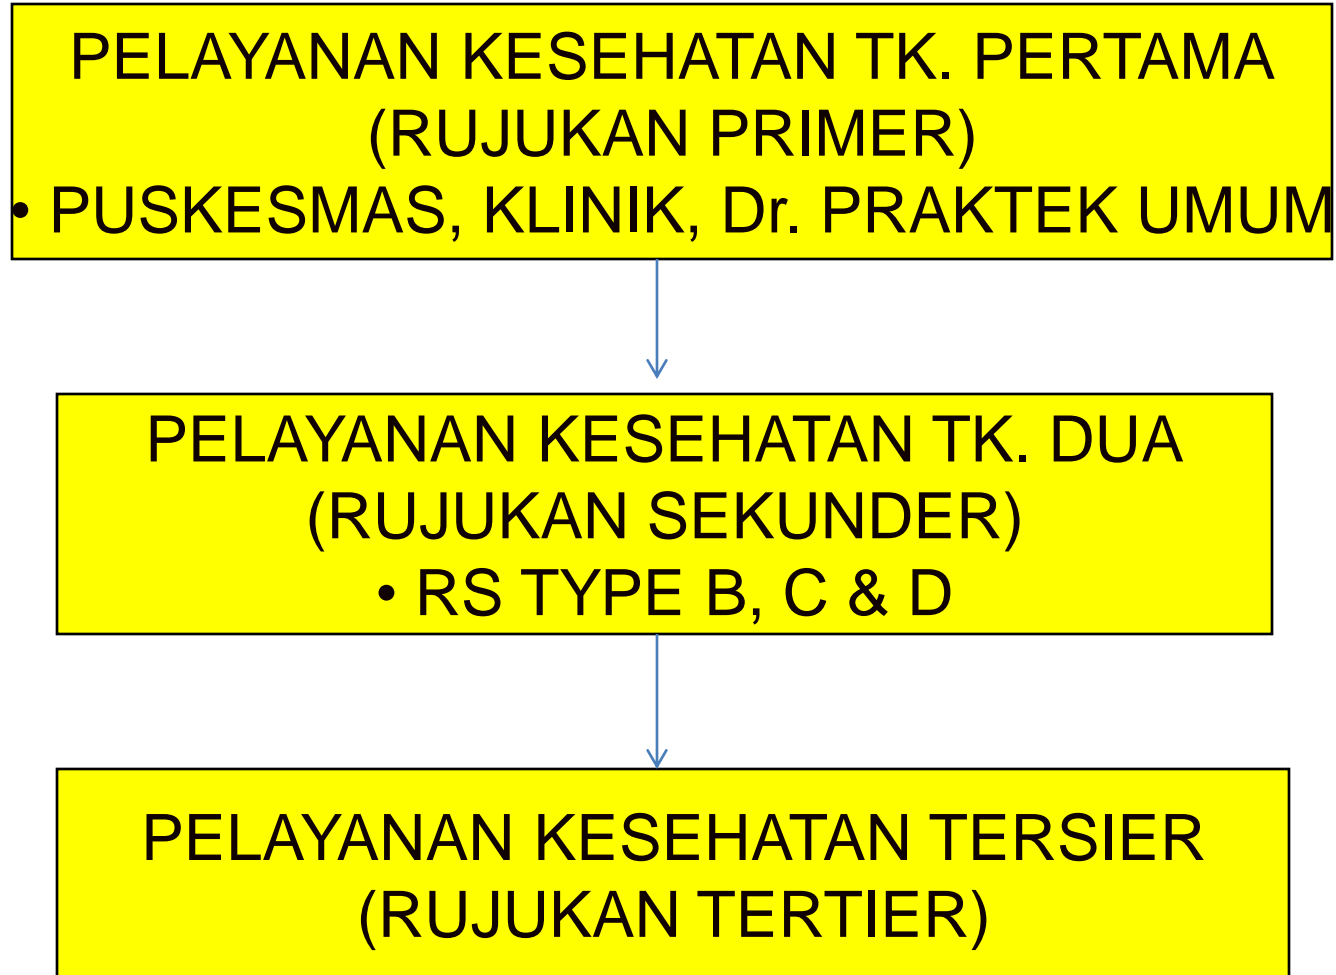 PELAYANAN KESEHATAN TK. PERTAMA
(RUJUKAN PRIMER)
• PUSKESMAS, KLINIK, Dr. PRAKTEK UMUM
PELAYANAN KESEHATAN TK. DUA
(RUJUKAN SEKUNDER)
• RS TYPE B, C & D
PELAYANAN KESEHATAN TERSIER
(RUJUKAN TERTIER)